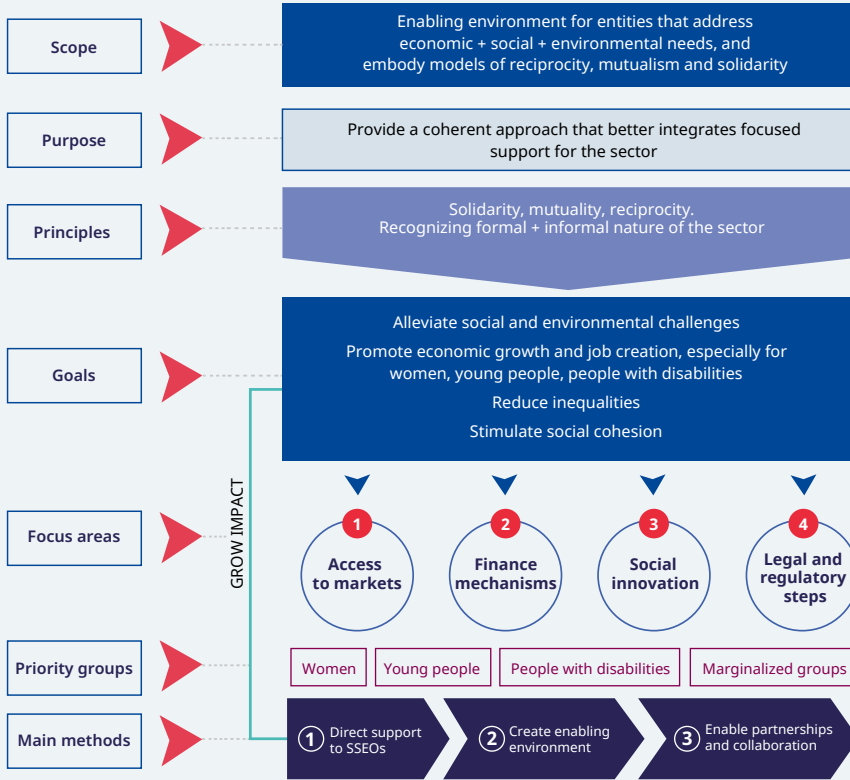 Scope
Enabling environment for entities that address
economic + social + environmental needs, and
embody models of reciprocity, mutualism and solidarity
Purpose
Provide a coherent approach that better integrates focused
support for the sector
Principles
Solidarity, mutuality, reciprocity.
Recognizing formal + informal nature of the sector
Goals
Alleviate social and environmental challenges
Promote economic growth and job creation, especially for
women, young people, people with disabilities
Reduce inequalities
Stimulate social cohesion
GROW IMPACT
Focus areas
1
Access
to markets
2
Finance
mechanisms
3
Social
innovation
4
Legal and
regulatory
steps
Priority groups
Women
Young people
People with disabilities
Marginalized groups
Main methods
1
Direct support
to SSEOs
2
Create enabling
environment
3
Enable partnerships
and collaboration